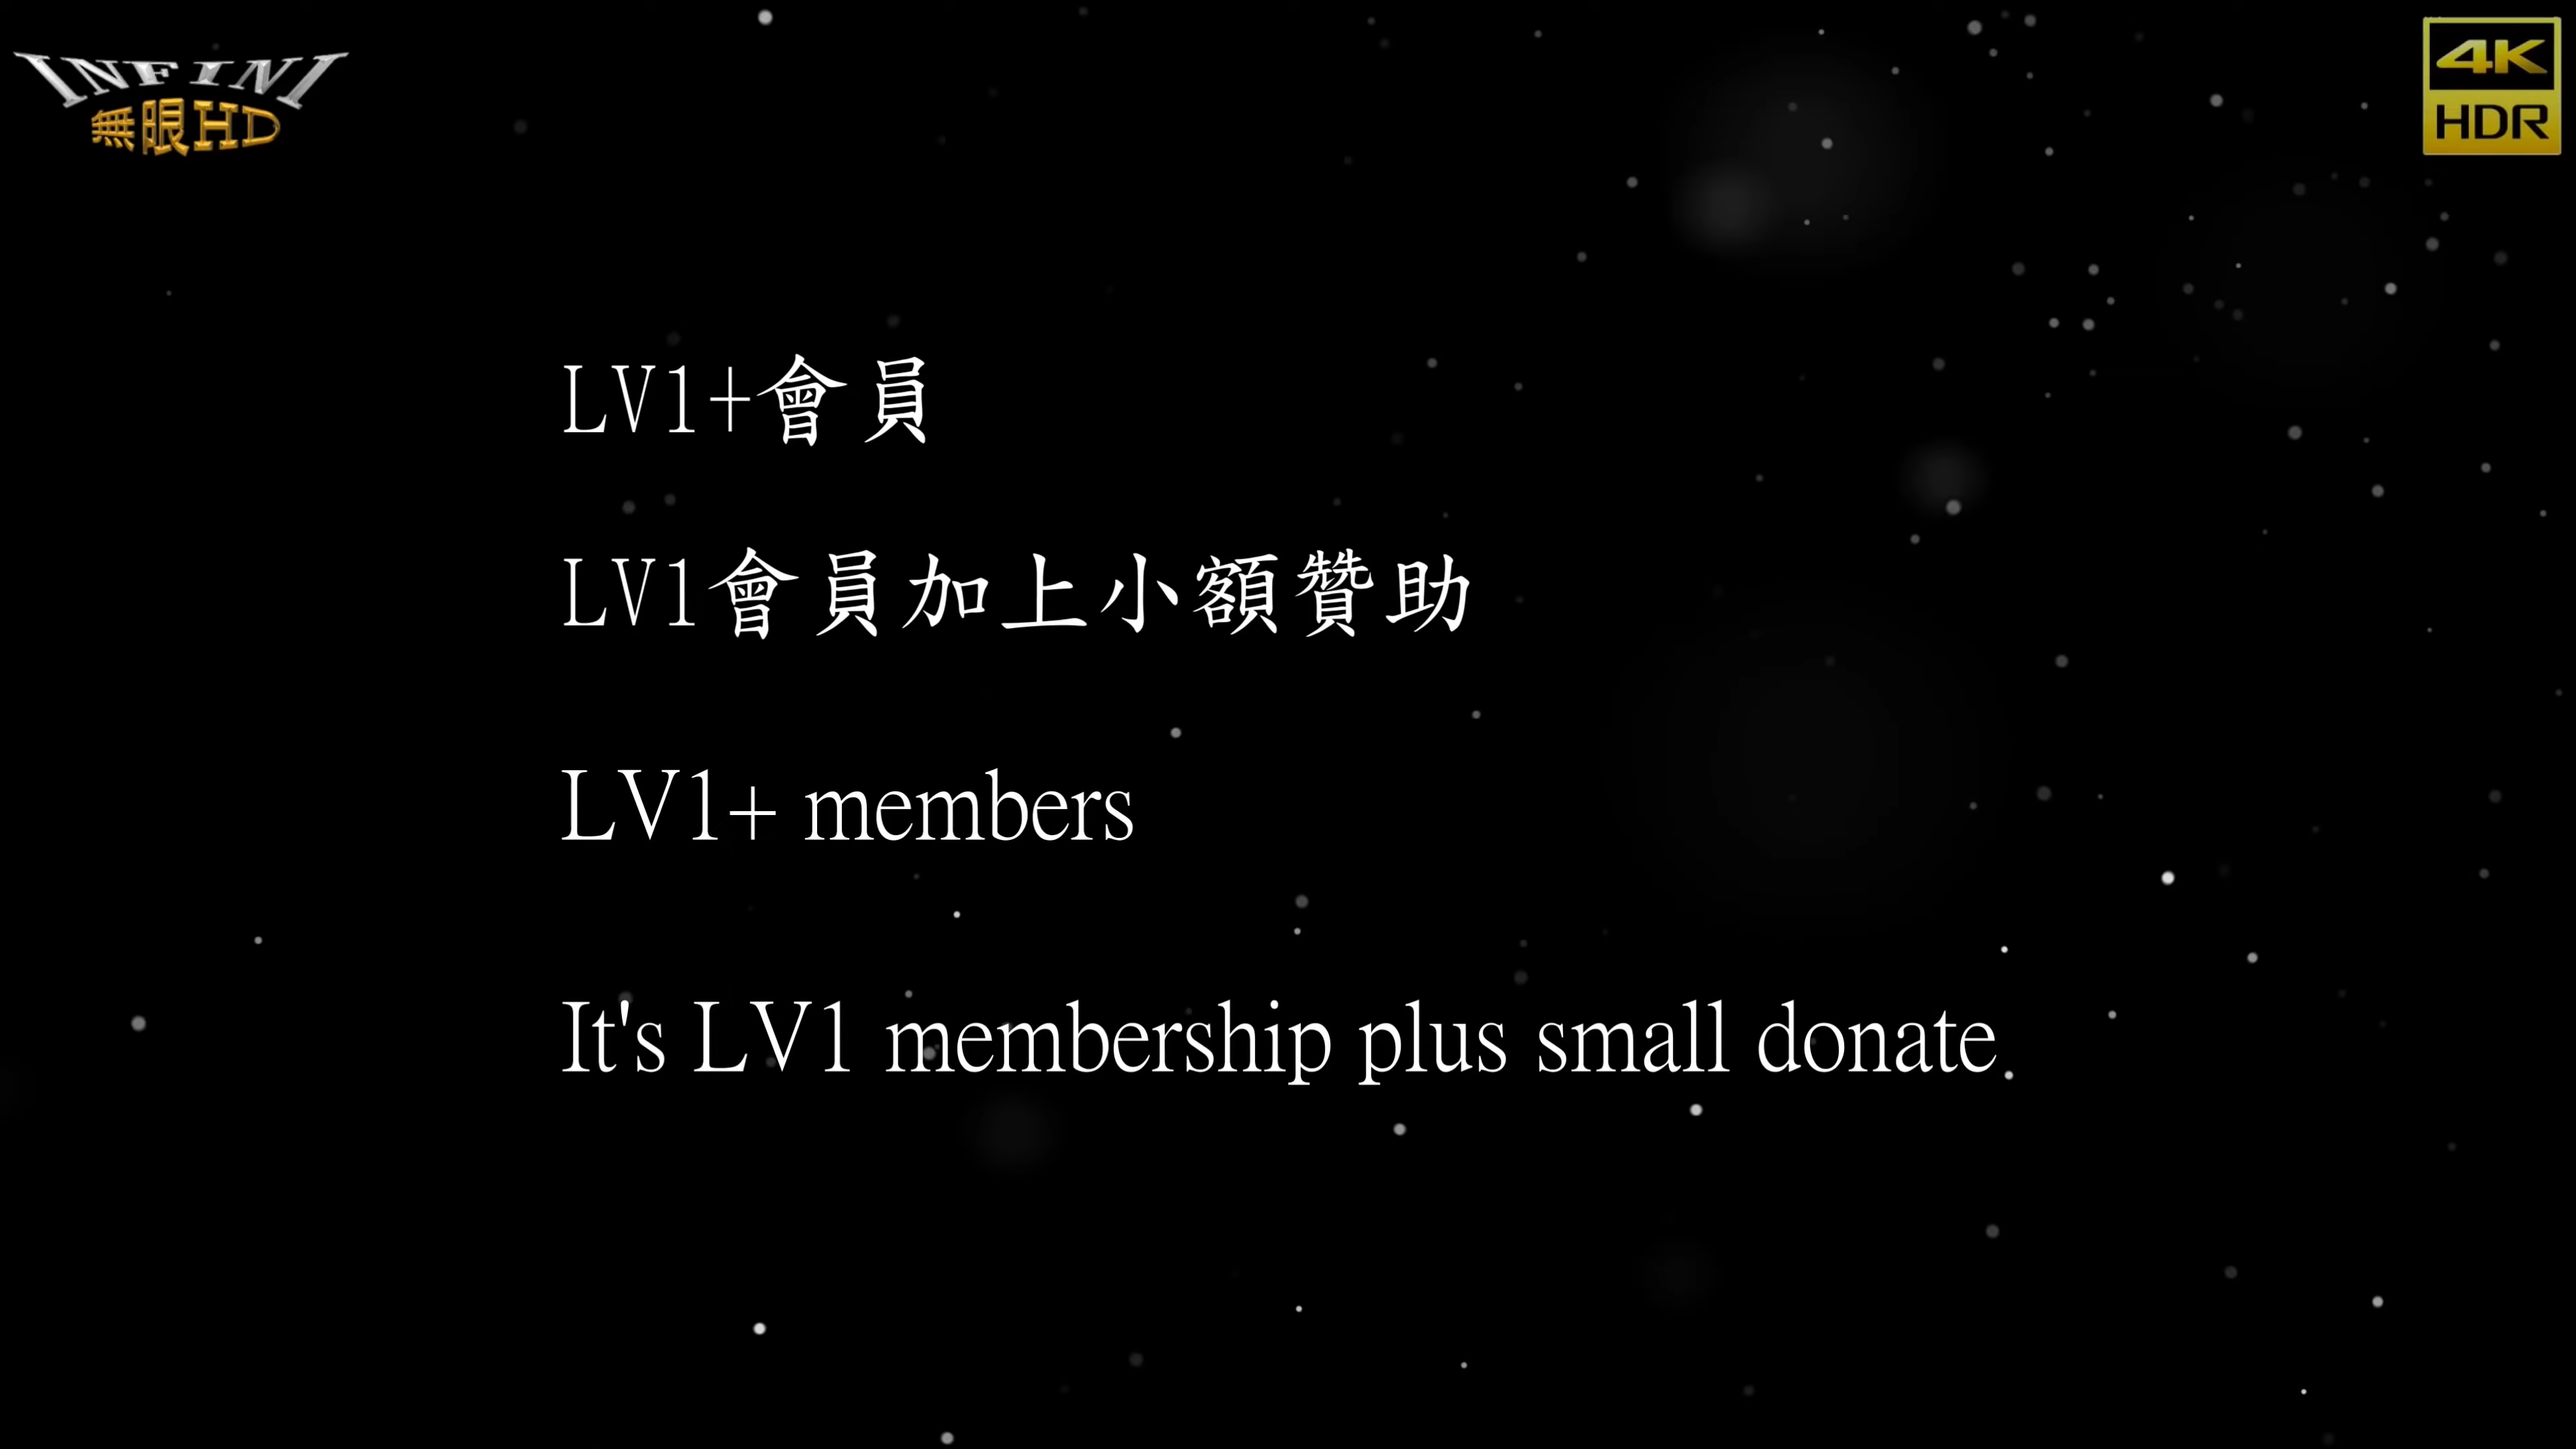 INFINI
無限HD
4K
HDR
LV1+會員
LV1會員加上小額贊助
LV1+ members
It's LV1 membership plus small donate